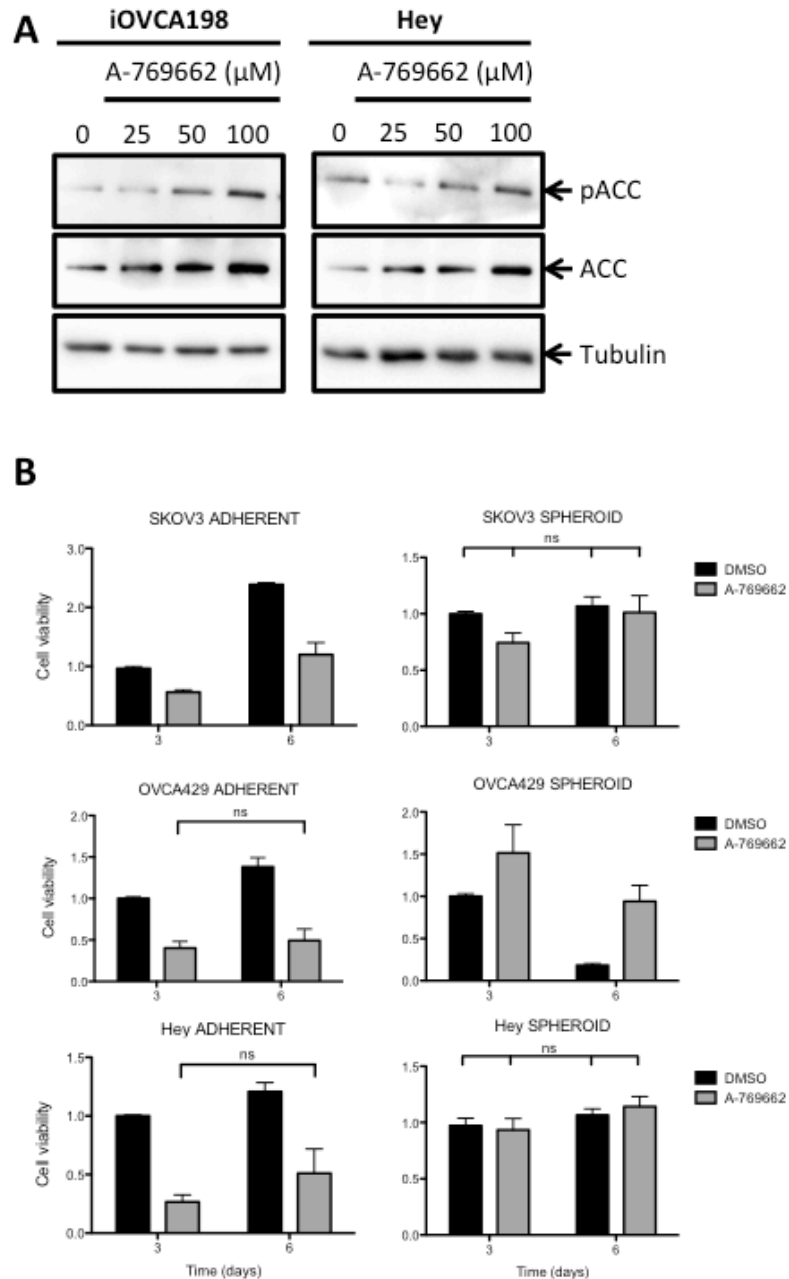 A
iOVCA198 Hey
A-769662 (μM) A-769662 (μM)
0 25 50 100 0 25 50 100
pACC
ACC
Tubulin
B
SKOV3 ADHERENT SKOV3 SPHEROID
Cell viability
3.0
2.0
1.0
0.0
3 6
ns
1.5
1.0
0.5
0.0
3 6
DMSO
A-769662
OVCA429 ADHERENT OVCA429 SPHEROID
Cell viability
ns
2.0
1.5
1.0
0.5
0.0
3 6
2.0
1.5
1.0
0.5
0.0
3 6
DMSO
A-769662
Hey ADHERENT Hey SPHEROID
Cell viability
ns
1.5
1.0
0.5
0.0
3 6
Time (days)
ns
1.5
1.0
0.5
0.0
3 6
Time (days)
DMSO
A-769662